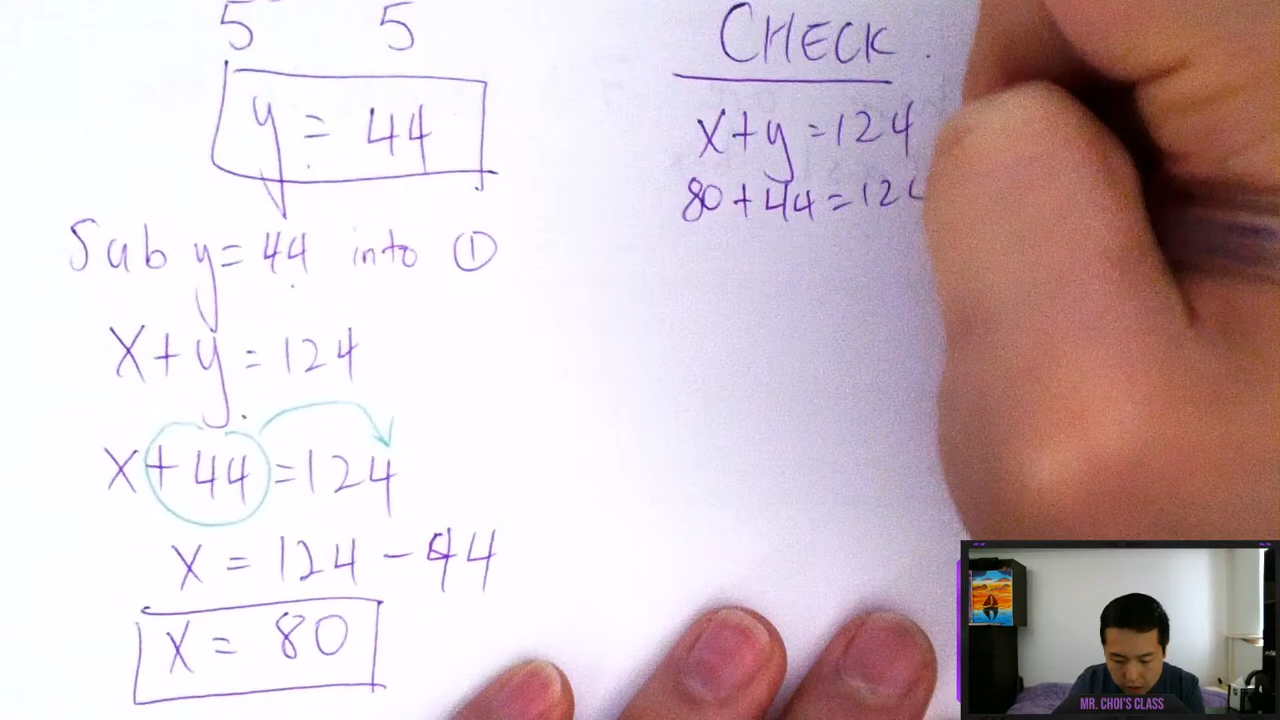 5 5
y = 44
Sub y = 44 into ①
x + y = 124
x + 44 = 124
x = 124 - 44
x = 80
CHECK
x + y = 124
80 + 44 = 124
MR. CHOI'S CLASS